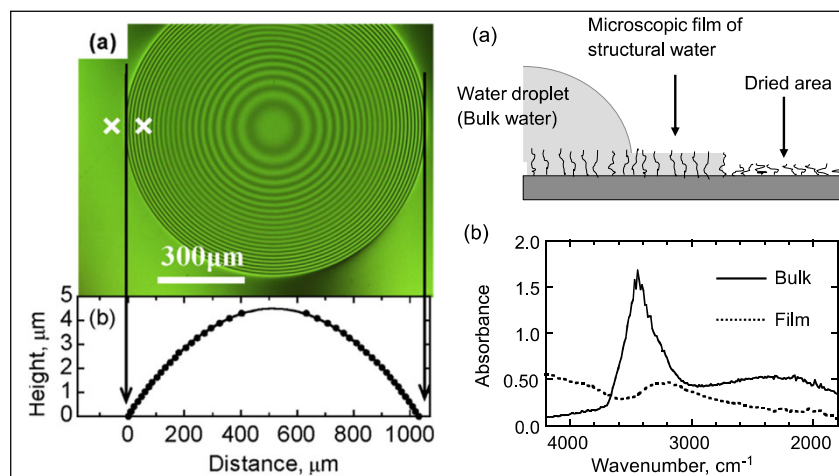 (a)
300µm
(b)
5
4
3
2
1
0
Height, µm
0 200 400 600 800 1000
Distance, µm
(a)
Microscopic film of
structural water
Water droplet
(Bulk water)
Dried area
(b)
2.0
1.5
1.0
0.50
0
Absorbance
Bulk
Film
4000 3000 2000
Wavenumber, cm⁻¹